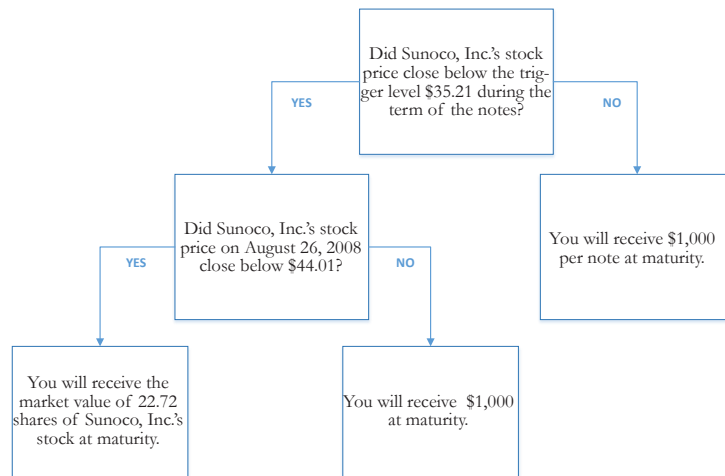 Did Sunoco, Inc.'s stock
price close below the trig-
ger level $35.21 during the
term of the notes?
YES
NO
Did Sunoco, Inc.'s stock
price on August 26, 2008
close below $44.01?
You will receive $1,000
per note at maturity.
YES
NO
You will receive the
market value of 22.72
shares of Sunoco, Inc.'s
stock at maturity.
You will receive $1,000
at maturity.